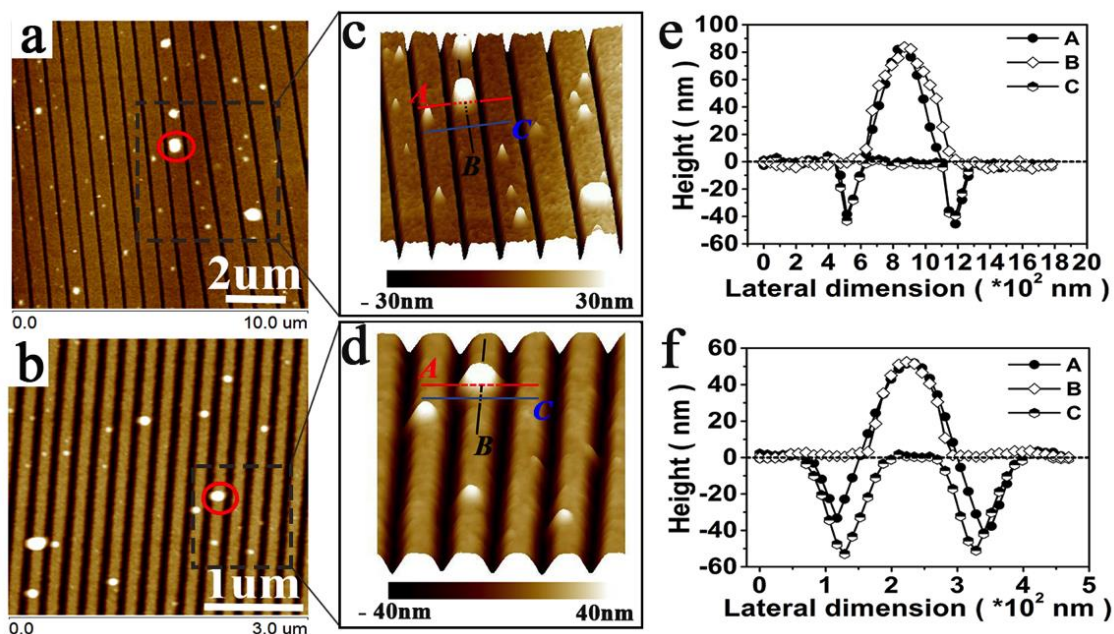 a
2um
0.0 10.0 um
b
1um
0.0 3.0 um
c
A
B
C
- 30nm 30nm
d
A
B
C
- 40nm 40nm
e
100
80
60
40
20
0
-20
-40
-60
Height ( nm )
A
B
C
0 2 4 6 8 10 12 14 16 18 20
Lateral dimension ( *10² nm )
f
60
40
20
0
-20
-40
-60
Height ( nm )
A
B
C
0 1 2 3 4 5
Lateral dimension ( *10² nm )